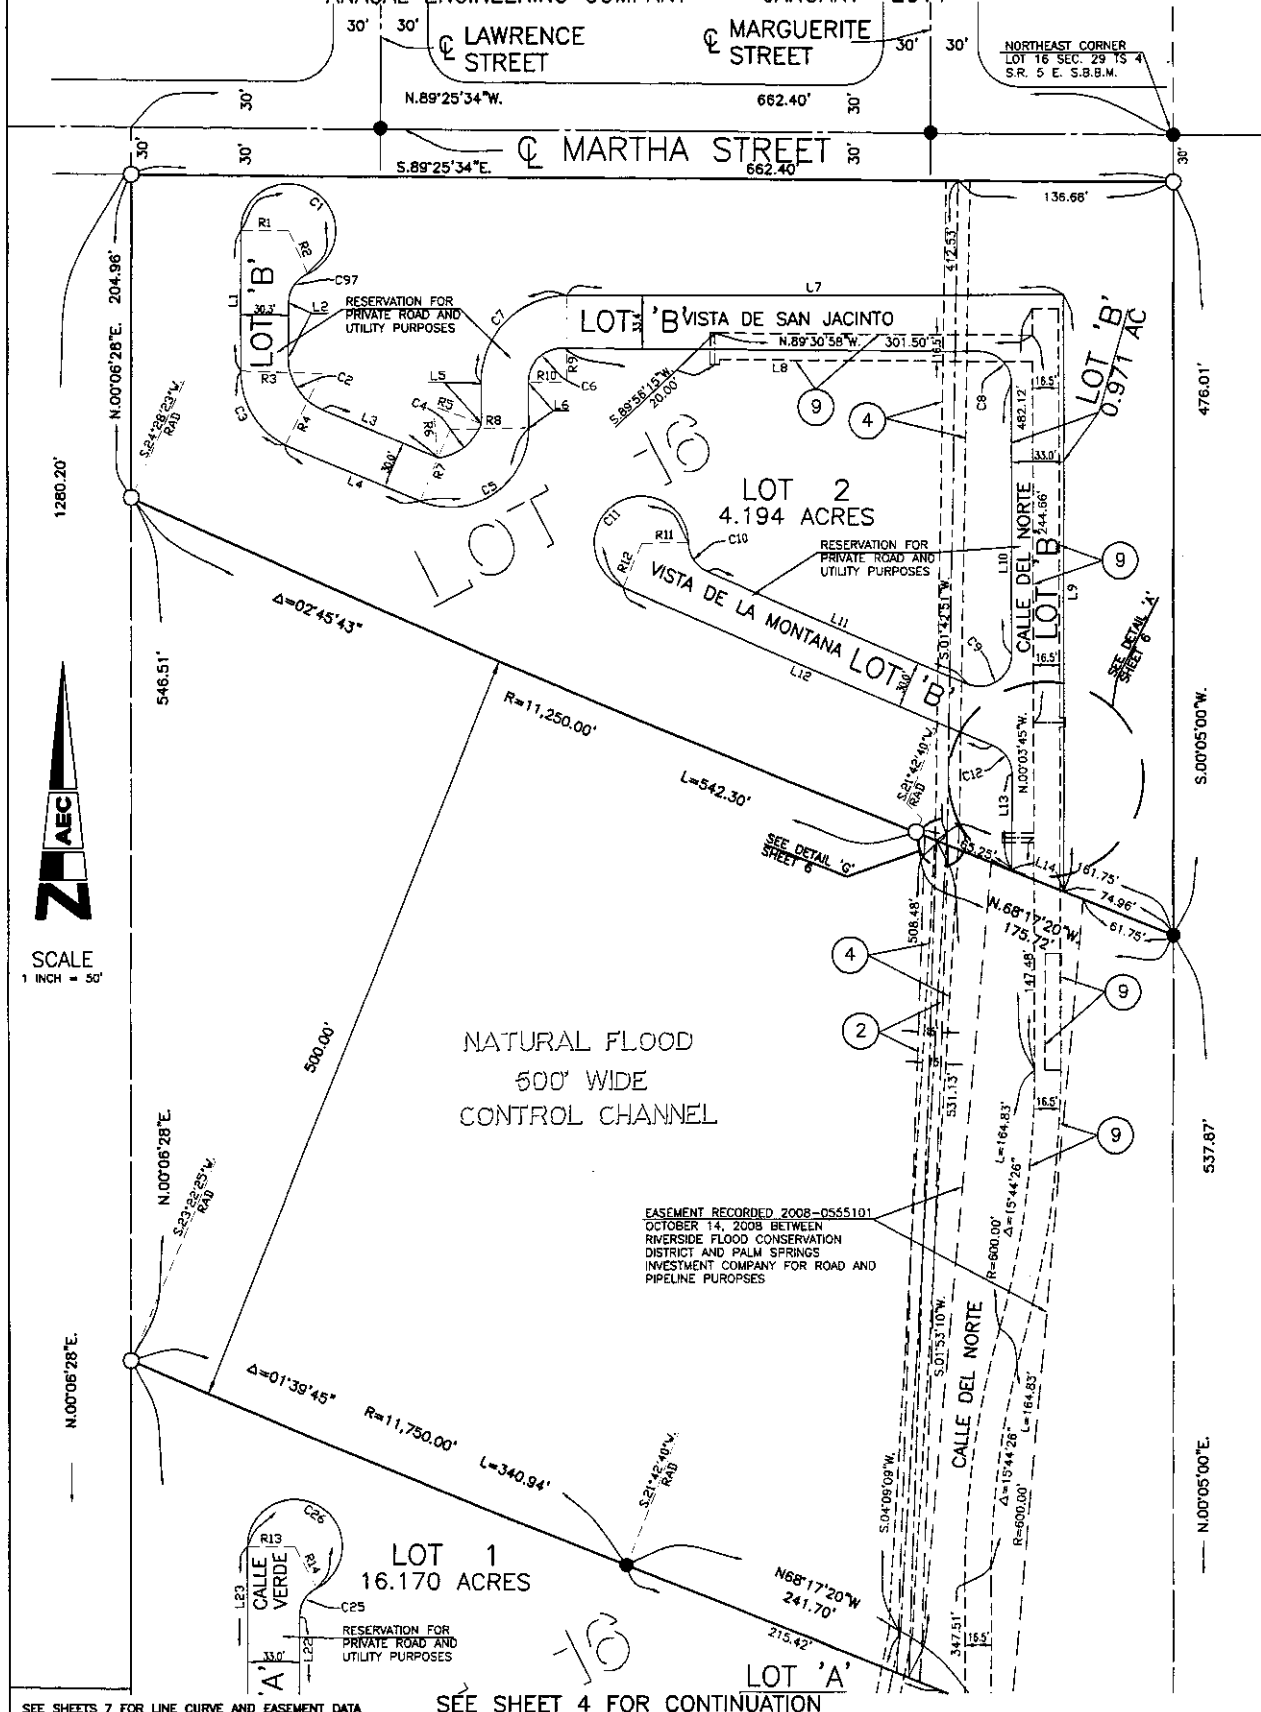 ENGINEERING COMPANY JANUARY
30' 30'
℄ LAWRENCE
STREET
℄ MARGUERITE
STREET
30' 30'
NORTHEAST CORNER
LOT 16 SEC. 29 TS 4
S.R. 5 E. S.B.B.M.
30'
N.89°25'34"W.
662.40'
30'
30'
30'
℄ MARTHA STREET
30'
30'
S.89°25'34"E.
662.40'
136.66'
N.00°06'28"E. 204.96'
C1
R1
R2
C97
L1
L2
30.3'
LOT 'B'
RESERVATION FOR
PRIVATE ROAD AND
UTILITY PURPOSES
R3
C2
C3
R4
L3
L4
30.0'
C7
L5
R5
C4
R6
R7
R8
C5
R10
R9
C6
L6
L7
LOT 'B'
33.4'
VISTA DE SAN JACINTO
N.89°30'58"W. 301.50'
16.5'
L8
S.89°56'15"W.
20.00'
9
4
412.53'
C8
482.12'
16.5'
33.0'
LOT 'B'
0.971 AC
476.01'
S.24°28'23"W.
RAD
1280.20'
LOT 16
LOT 2
4.194 ACRES
C11
R11
R12
C10
RESERVATION FOR
PRIVATE ROAD AND
UTILITY PURPOSES
VISTA DE LA MONTANA
LOT 'B'
30.0'
L11
L12
S.01°42'51"W.
L10
CALLE DEL NORTE
244.66'
LOT 'B'
9
L9
C9
16.5'
SEE DETAIL 'A'
SHEET 6
Δ=02°45'43"
546.51'
R=11,250.00'
L=542.30'
S.21°42'40"W.
RAD
C12
N.00°03'45"W.
L13
S.00°05'00"W.
AEC
SCALE
1 INCH = 50'
SEE DETAIL 'G'
SHEET 6
65.25'
L14
161.75'
74.96'
61.75'
N.68°17'20"W.
175.72'
508.48'
147.48'
4
2
9
500.00'
NATURAL FLOOD
500' WIDE
CONTROL CHANNEL
531.13'
16.5'
9
L=164.83'
Δ=15°44'26"
R=600.00'
537.87'
N.00°06'28"E.
S.23°22'25"W.
RAD
EASEMENT RECORDED 2008-0555101
OCTOBER 14, 2008 BETWEEN
RIVERSIDE FLOOD CONSERVATION
DISTRICT AND PALM SPRINGS
INVESTMENT COMPANY FOR ROAD AND
PIPELINE PUROPSES
S.01°53'10"W.
CALLE DEL NORTE
L=164.83'
Δ=15°44'26"
R=600.00'
N.00°06'28"E.
Δ=01°39'45"
R=11,750.00'
L=340.94'
S.21°42'40"W.
RAD
S.04°09'09"W.
N.00°05'00"E.
C26
R13
R14
C25
L23
CALLE
VERDE
L22
33.0'
'A'
RESERVATION FOR
PRIVATE ROAD AND
UTILITY PURPOSES
LOT 1
16.170 ACRES
16
N68°17'20"W
241.70'
215.42'
LOT 'A'
347.51'
16.5'
SEE SHEETS 7 FOR LINE CURVE AND EASEMENT DATA
SEE SHEET 4 FOR CONTINUATION